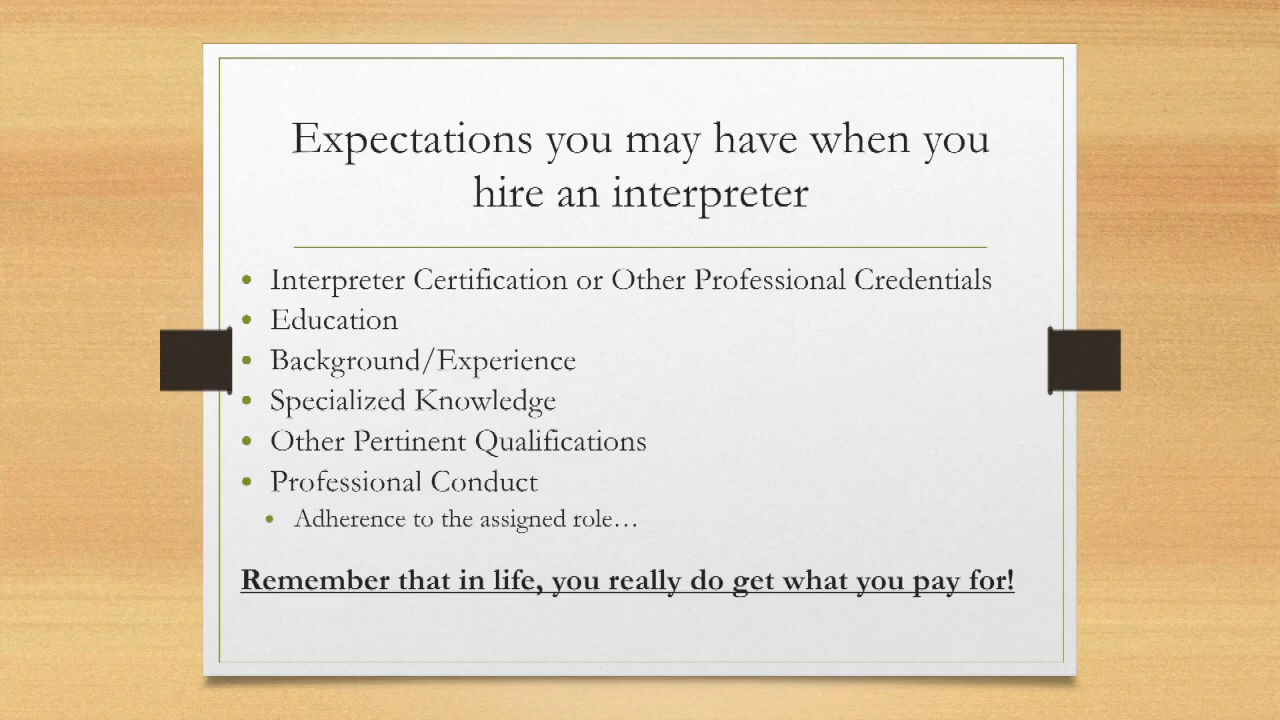 Expectations you may have when you
hire an interpreter
• Interpreter Certification or Other Professional Credentials
• Education
• Background/Experience
• Specialized Knowledge
• Other Pertinent Qualifications
• Professional Conduct
• Adherence to the assigned role…
Remember that in life, you really do get what you pay for!